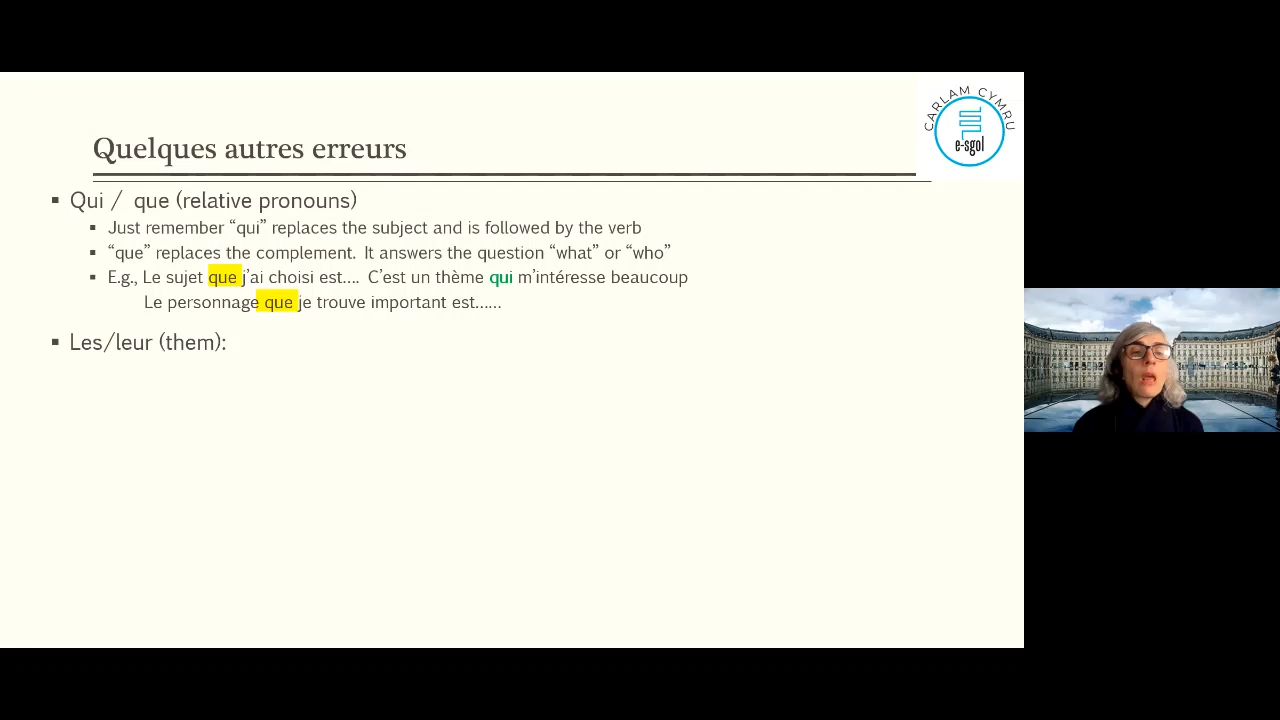 CARLAM CYMRU
e-sgol
Quelques autres erreurs
▪ Qui / que (relative pronouns)
▪ Just remember “qui” replaces the subject and is followed by the verb
▪ “que” replaces the complement. It answers the question “what” or “who”
▪ E.g., Le sujet que j’ai choisi est.... C’est un thème qui m’intéresse beaucoup
Le personnage que je trouve important est......
▪ Les/leur (them):